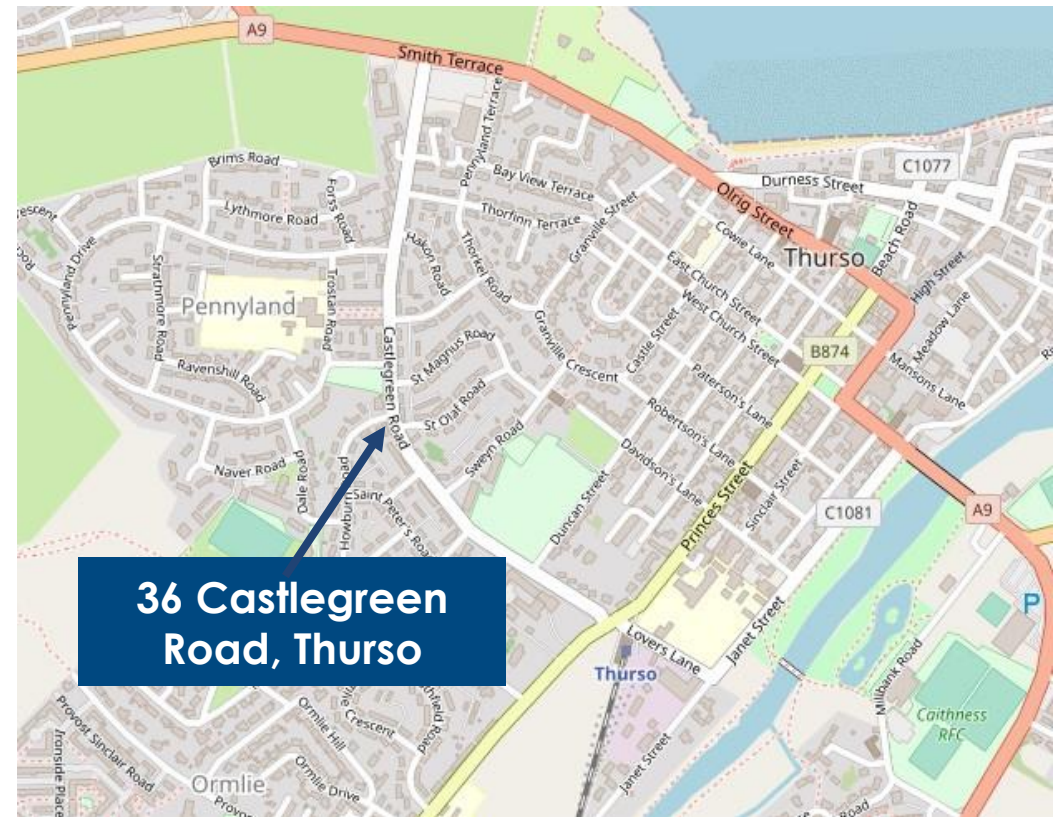 A9
Smith Terrace
Pennyland Terrace
Brims Road
Forss Road
Bay View Terrace
C1077
Durness Street
Olrig Street
Lythmore Road
Thorfinn Terrace
Granville Street
Beach Road
Cowie Lane
Thurso
Pennyland Drive
Hakon Road
Thorkel Road
East Church Street
High Street
Strathmore Road
Trostan Road
Pennyland
West Church Street
Meadow Lane
Castlegreen Road
St Magnus Road
Granville Crescent
Castle Street
B874
Mansons Lane
Ravenshill Road
Paterson's Lane
St Olaf Road
Robertson's Lane
Sweyn Road
Davidson's Lane
Naver Road
Dale Road
Saint Peter's Road
Duncan Street
Princes Street
Sinclair Street
C1081
A9
36 Castlegreen
Road, Thurso
P
Lovers Lane
Janet Street
Thurso
Millbank Road
Caithness
RFC
Provost Sinclair Road
Ormlie Hill
Crescent
Ironside Place
Ormlie
Ormlie Drive
Janet Street
Road